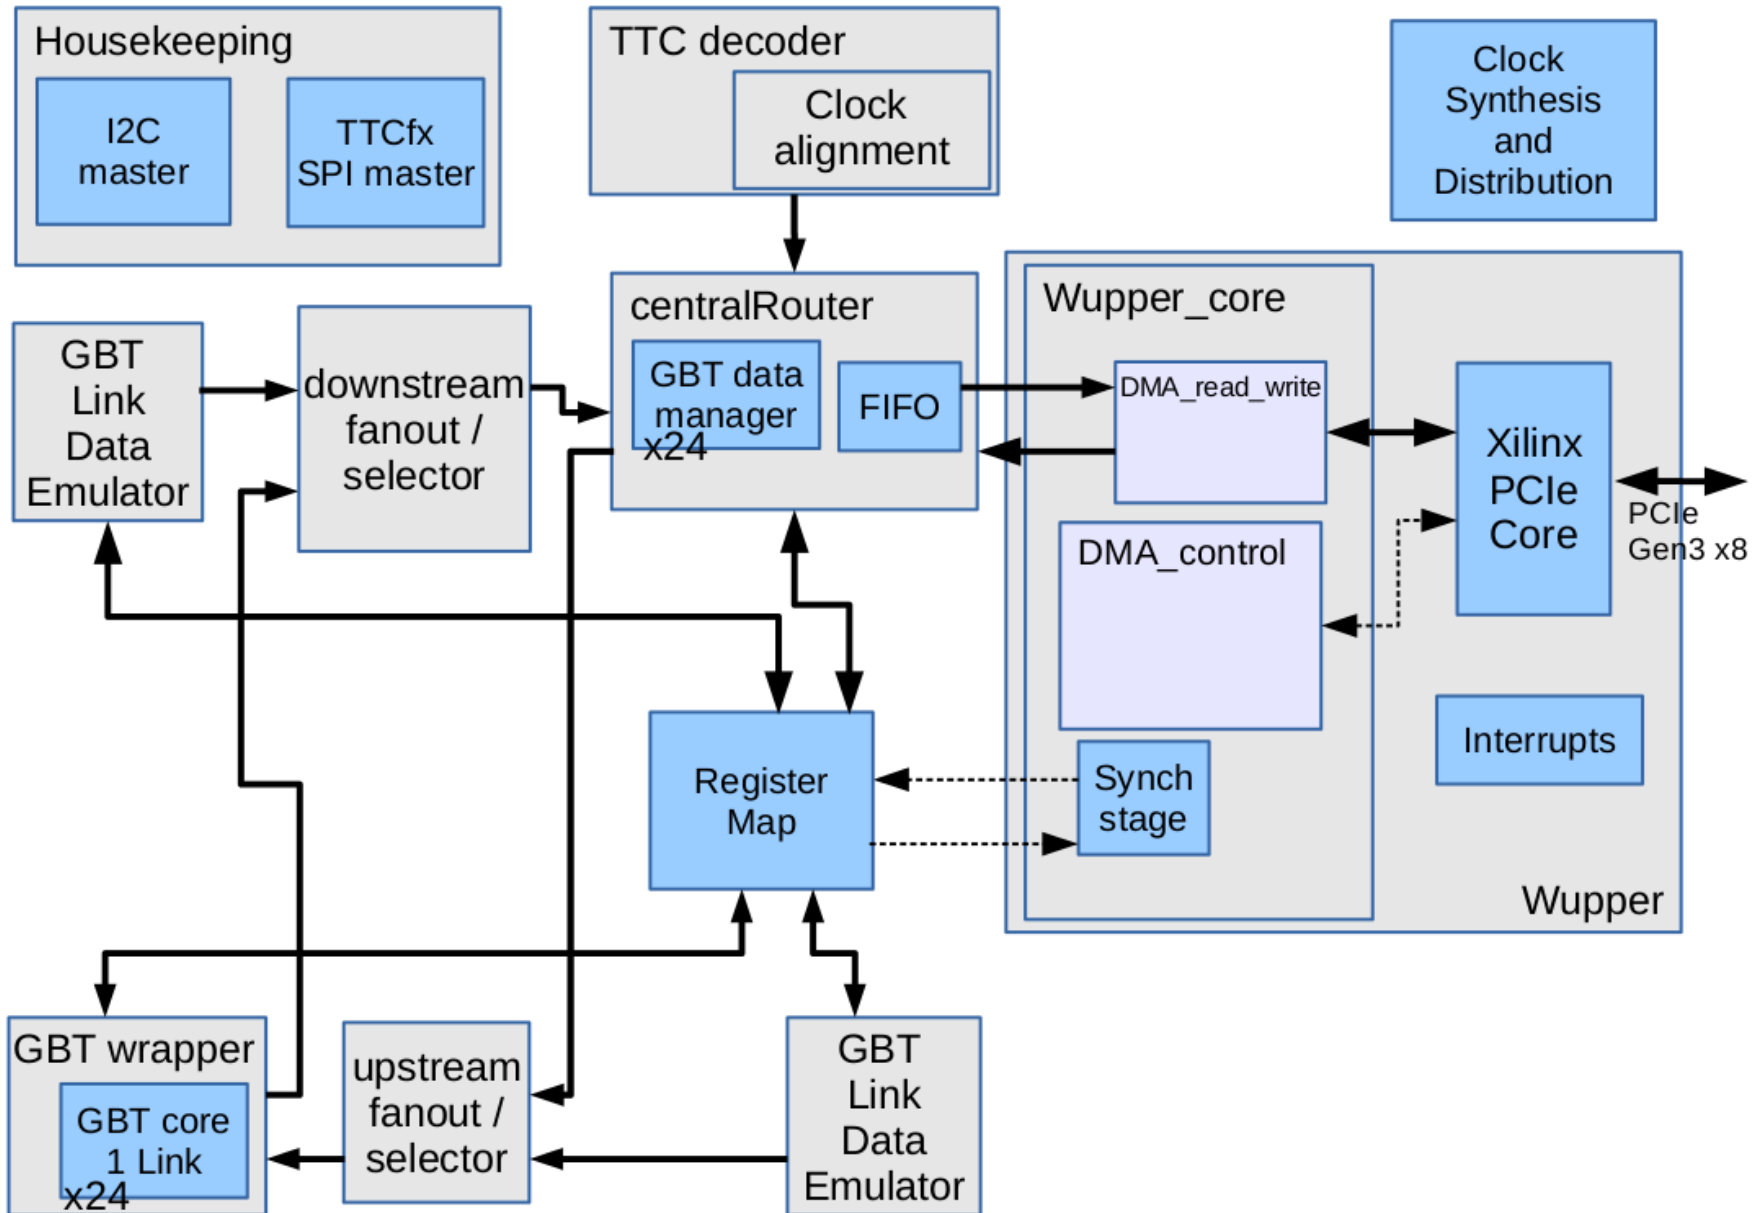 Housekeeping
I2C
master
TTCfx
SPI master
TTC decoder
Clock
alignment
Clock
Synthesis
and
Distribution
GBT
Link
Data
Emulator
downstream
fanout /
selector
centralRouter
GBT data
manager
x24
FIFO
Wupper_core
DMA_read_write
DMA_control
Xilinx
PCIe
Core
PCIe
Gen3 x8
Interrupts
Synch
stage
Wupper
Register
Map
GBT wrapper
GBT core
1 Link
x24
upstream
fanout /
selector
GBT
Link
Data
Emulator